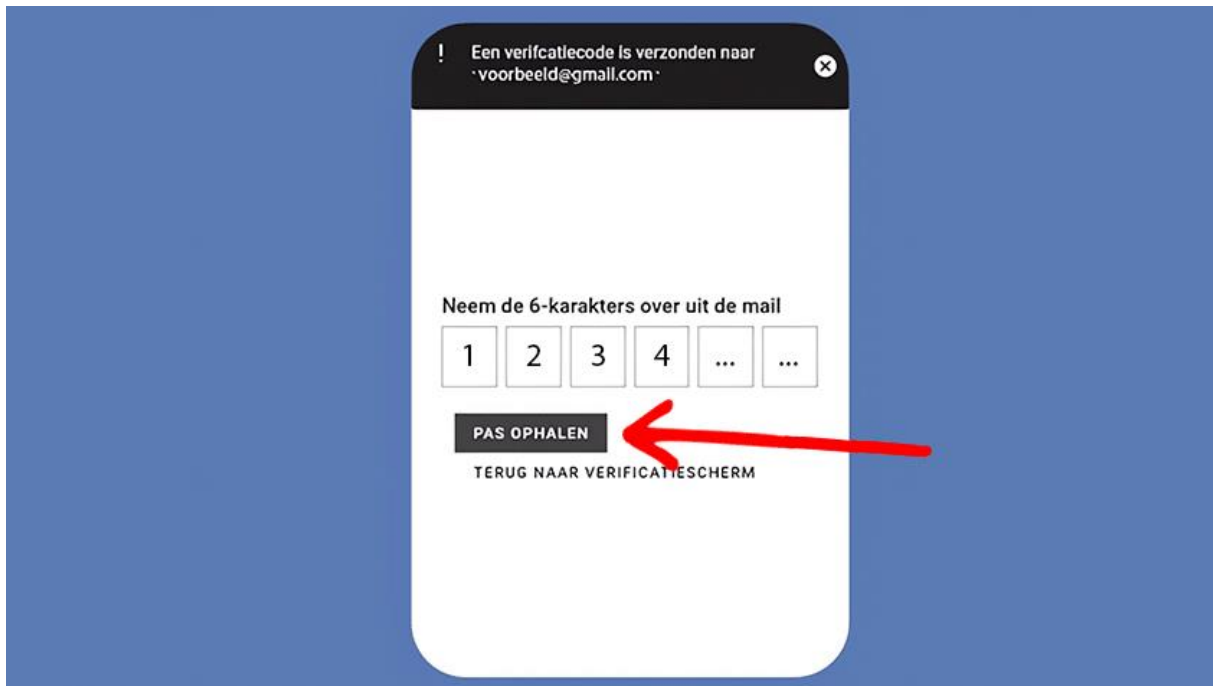 ! Een verifcatiecode is verzonden naar
·voorbeeld@gmail.com·
Neem de 6-karakters over uit de mail
1 2 3 4 ... ...
PAS OPHALEN
TERUG NAAR VERIFICATIESCHERM